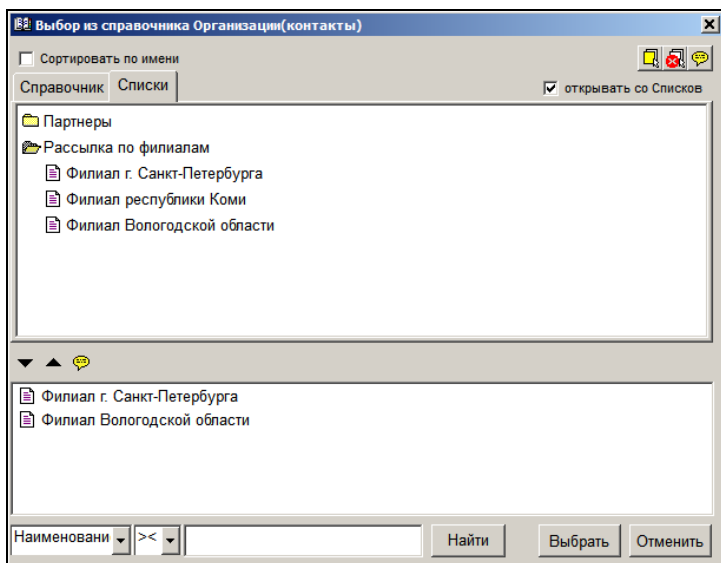 Выбор из справочника Организации(контакты)
Сортировать по имени
Справочник Списки
открывать со Списков
Партнеры
Рассылка по филиалам
Филиал г. Санкт-Петербурга
Филиал республики Коми
Филиал Вологодской области
Филиал г. Санкт-Петербурга
Филиал Вологодской области
Наименовани >< Найти Выбрать Отменить